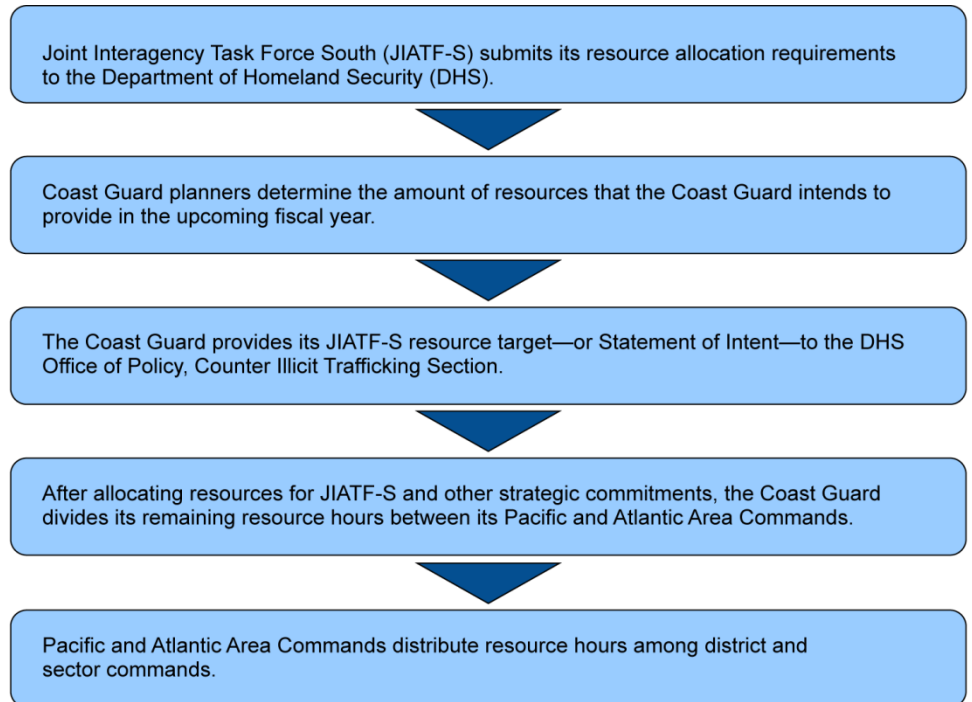 Joint Interagency Task Force South (JIATF-S) submits its resource allocation requirements
to the Department of Homeland Security (DHS).
Coast Guard planners determine the amount of resources that the Coast Guard intends to
provide in the upcoming fiscal year.
The Coast Guard provides its JIATF-S resource target—or Statement of Intent—to the DHS
Office of Policy, Counter Illicit Trafficking Section.
After allocating resources for JIATF-S and other strategic commitments, the Coast Guard
divides its remaining resource hours between its Pacific and Atlantic Area Commands.
Pacific and Atlantic Area Commands distribute resource hours among district and
sector commands.